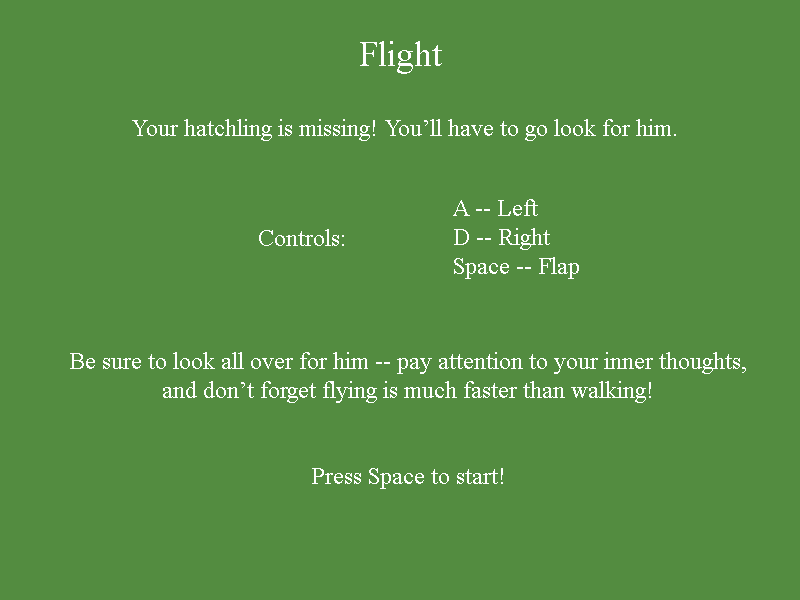 Flight
Your hatchling is missing! You’ll have to go look for him.
Controls:
A -- Left
D -- Right
Space -- Flap
Be sure to look all over for him -- pay attention to your inner thoughts,
and don’t forget flying is much faster than walking!
Press Space to start!